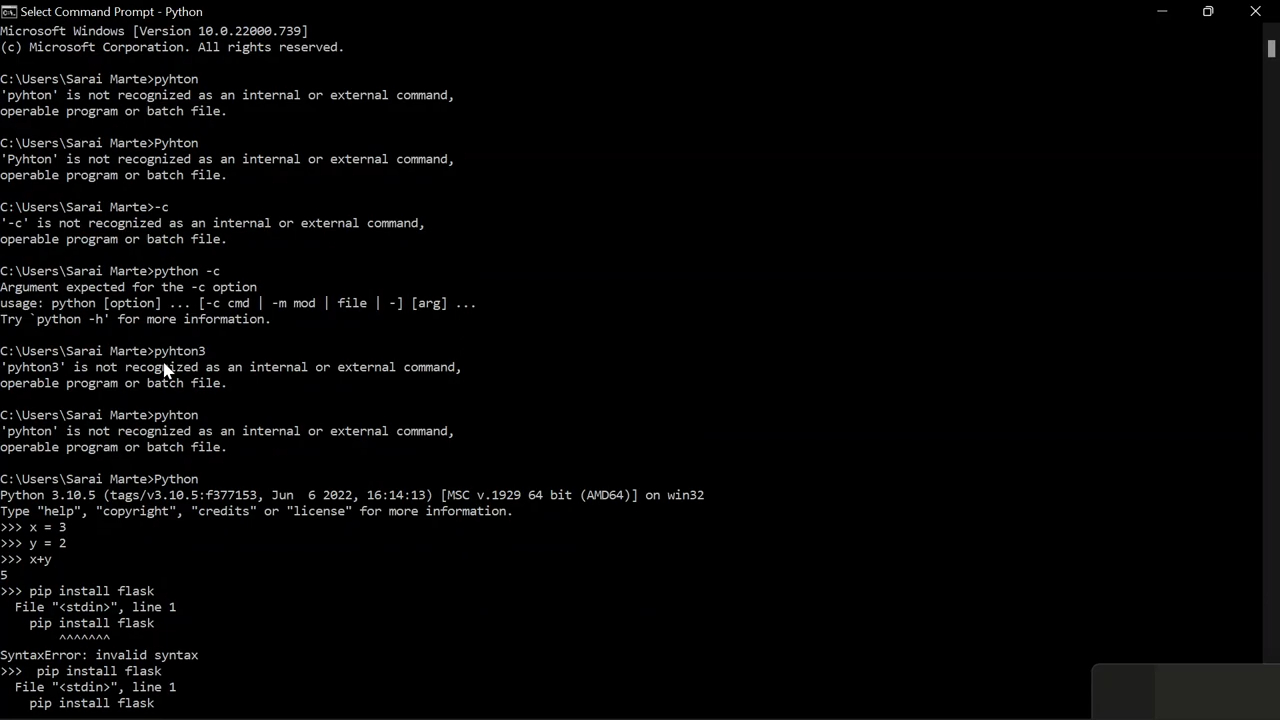 Select Command Prompt - Python
Microsoft Windows [Version 10.0.22000.739]
(c) Microsoft Corporation. All rights reserved.
C:\Users\Sarai Marte>pyhton
'pyhton' is not recognized as an internal or external command,
operable program or batch file.
C:\Users\Sarai Marte>Pyhton
'Pyhton' is not recognized as an internal or external command,
operable program or batch file.
C:\Users\Sarai Marte>-c
'-c' is not recognized as an internal or external command,
operable program or batch file.
C:\Users\Sarai Marte>python -c
Argument expected for the -c option
usage: python [option] ... [-c cmd | -m mod | file | -] [arg] ...
Try `python -h' for more information.
C:\Users\Sarai Marte>pyhton3
'pyhton3' is not recognized as an internal or external command,
operable program or batch file.
C:\Users\Sarai Marte>pyhton
'pyhton' is not recognized as an internal or external command,
operable program or batch file.
C:\Users\Sarai Marte>Python
Python 3.10.5 (tags/v3.10.5:f377153, Jun  6 2022, 16:14:13) [MSC v.1929 64 bit (AMD64)] on win32
Type "help", "copyright", "credits" or "license" for more information.
>>> x = 3
>>> y = 2
>>> x+y
5
>>> pip install flask
  File "<stdin>", line 1
    pip install flask
        ^^^^^^^
SyntaxError: invalid syntax
>>>  pip install flask
  File "<stdin>", line 1
    pip install flask